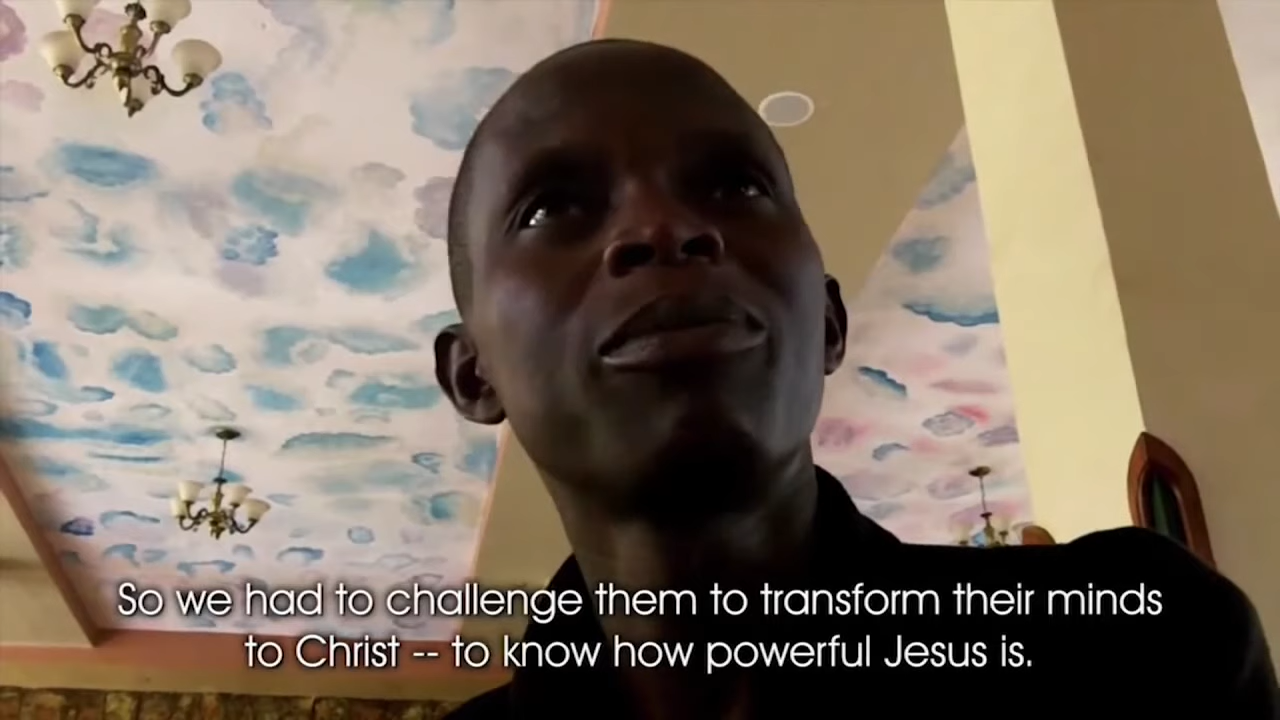 So we had to challenge them to transform their minds
to Christ -- to know how powerful Jesus is.